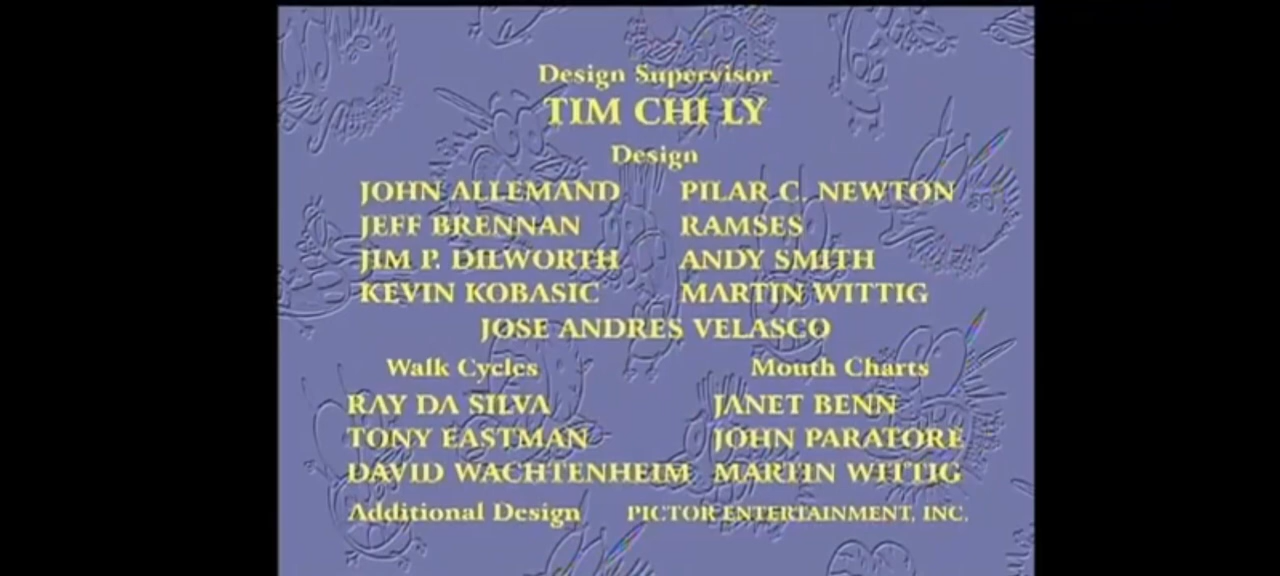 Design Supervisor
TIM CHI LY
Design
JOHN ALLEMAND PILAR C. NEWTON
JEFF BRENNAN RAMSES
JIM P. DILWORTH ANDY SMITH
KEVIN KOBASIC MARTIN WITTIG
JOSE ANDRES VELASCO
Walk Cycles Mouth Charts
RAY DA SILVA JANET BENN
TONY EASTMAN JOHN PARATORE
DAVID WACHTENHEIM MARTIN WITTIG
Additional Design PICTOR ENTERTAINMENT, INC.